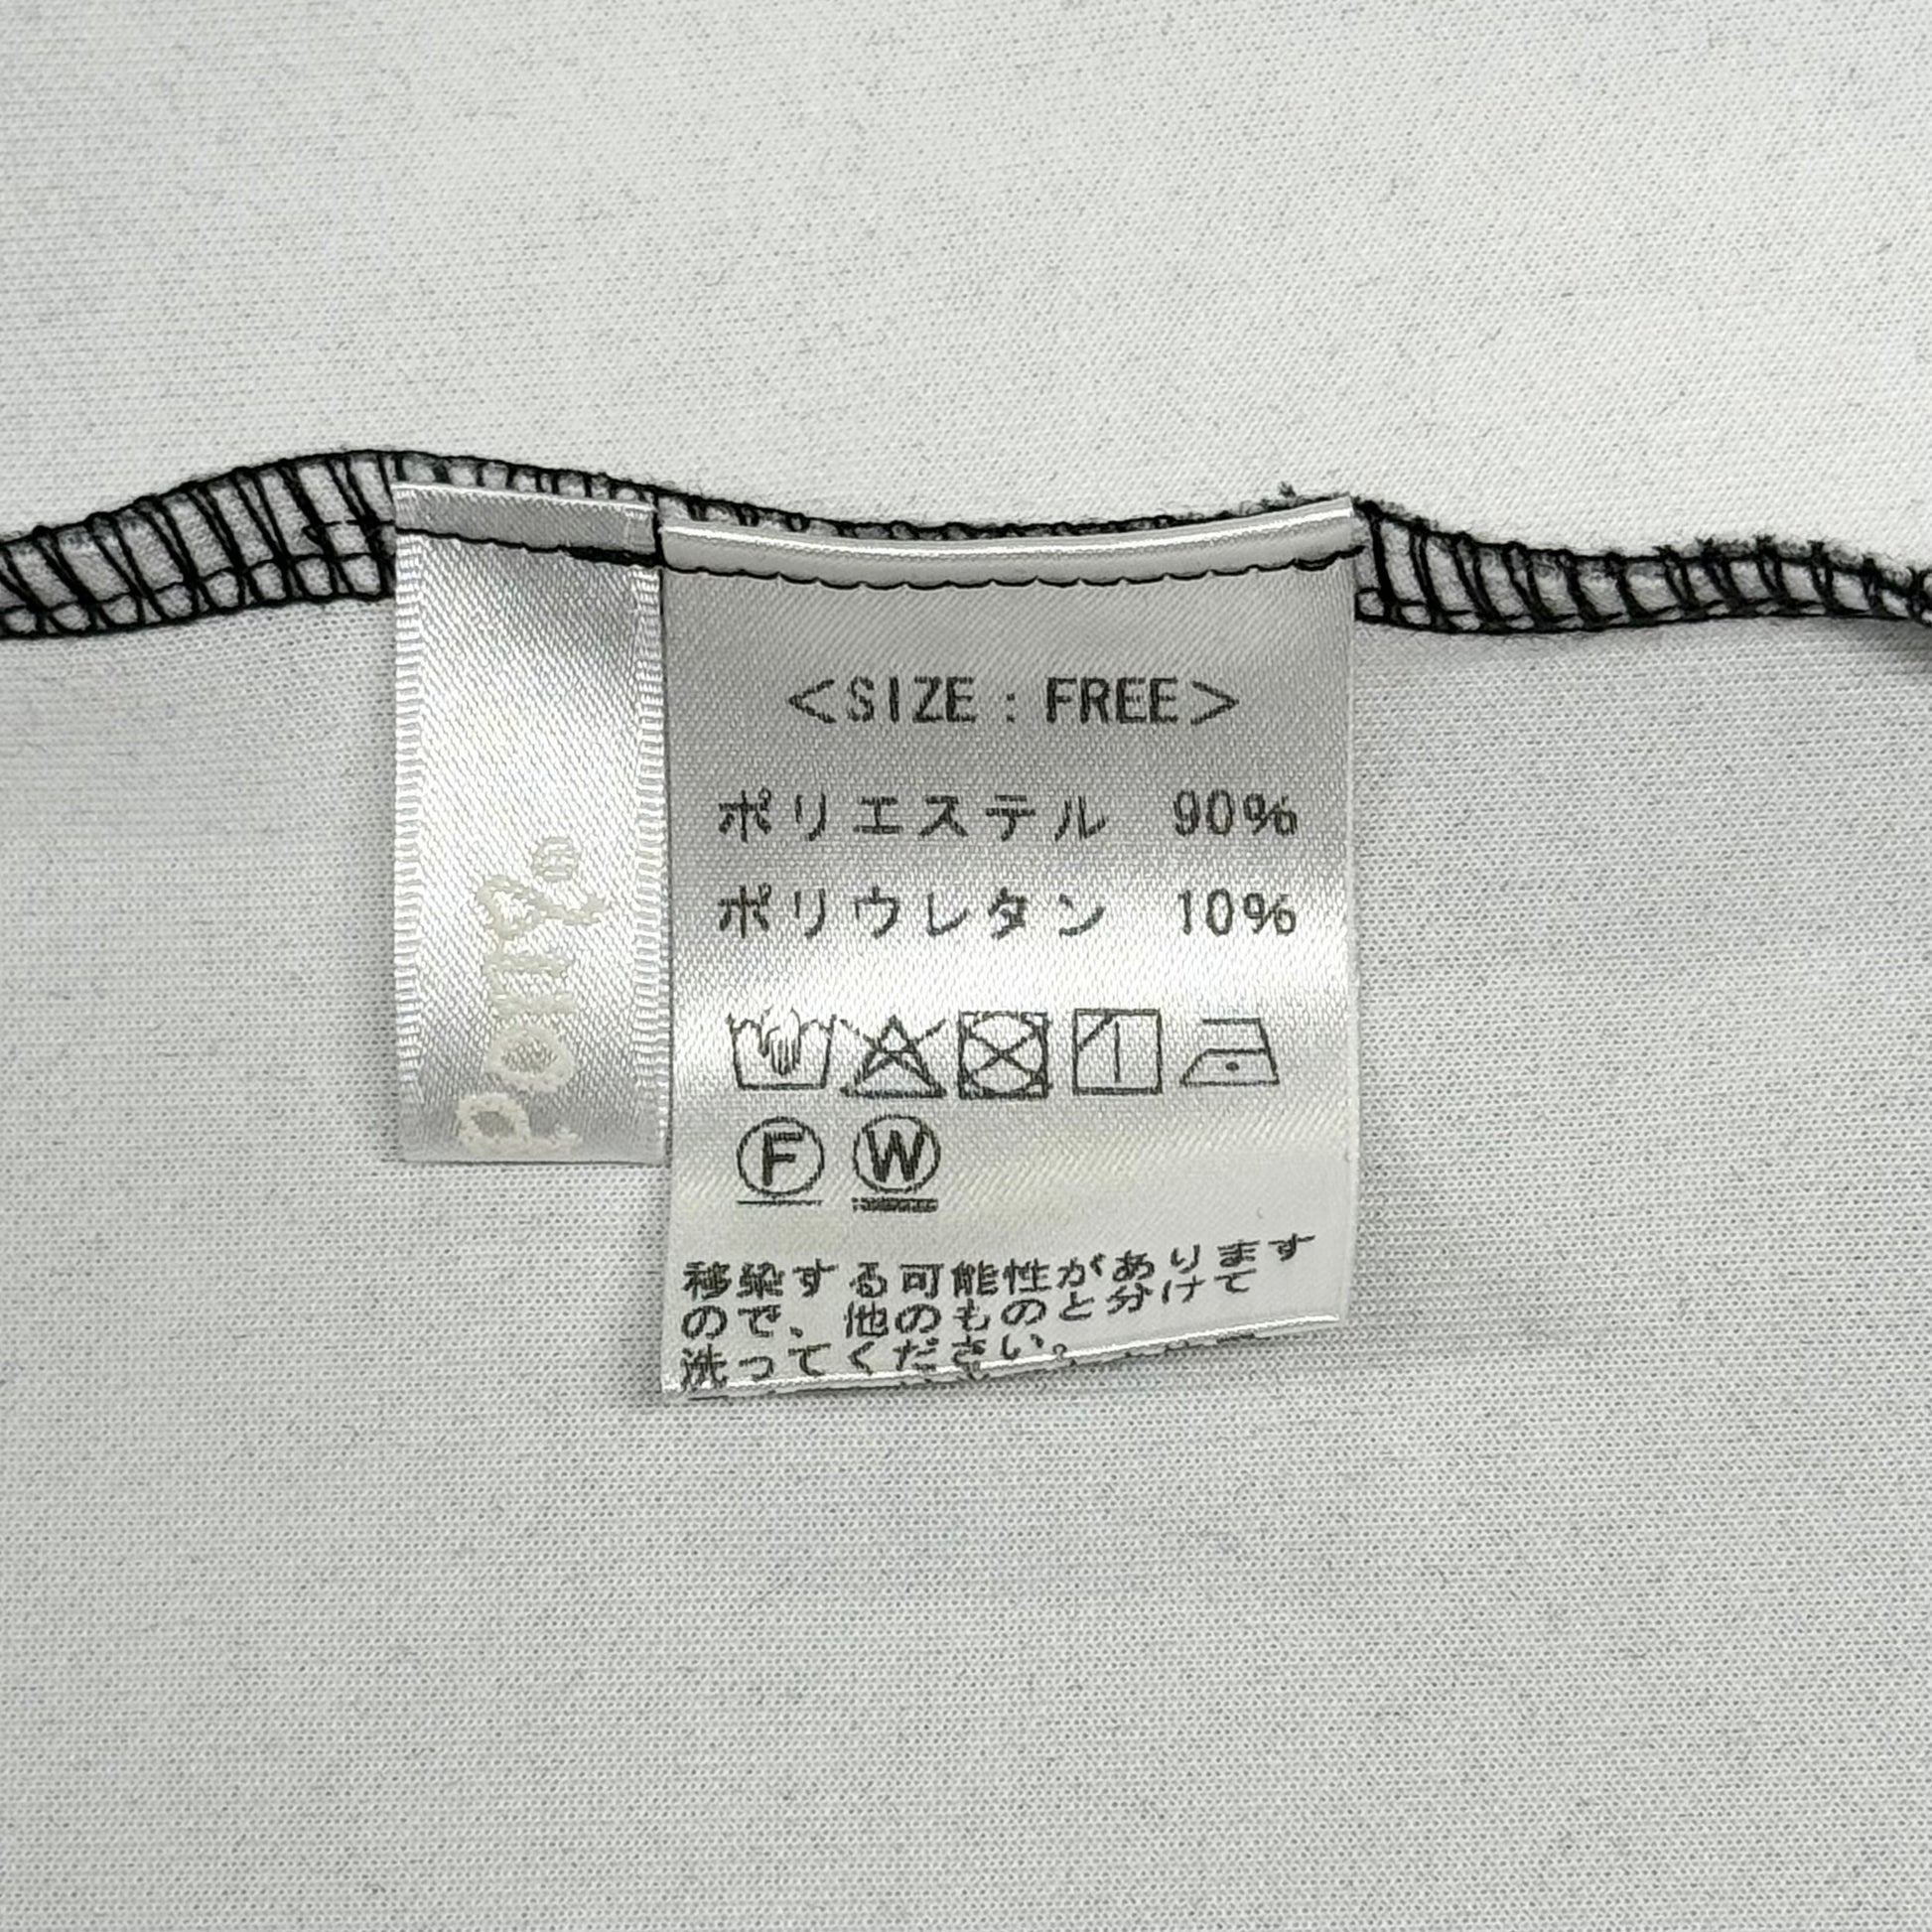 <SIZE : FREE>
ポリエステル 90%
ポリウレタン 10%
F W
移染する可能性があります
ので、他のものと分けて
洗ってください。